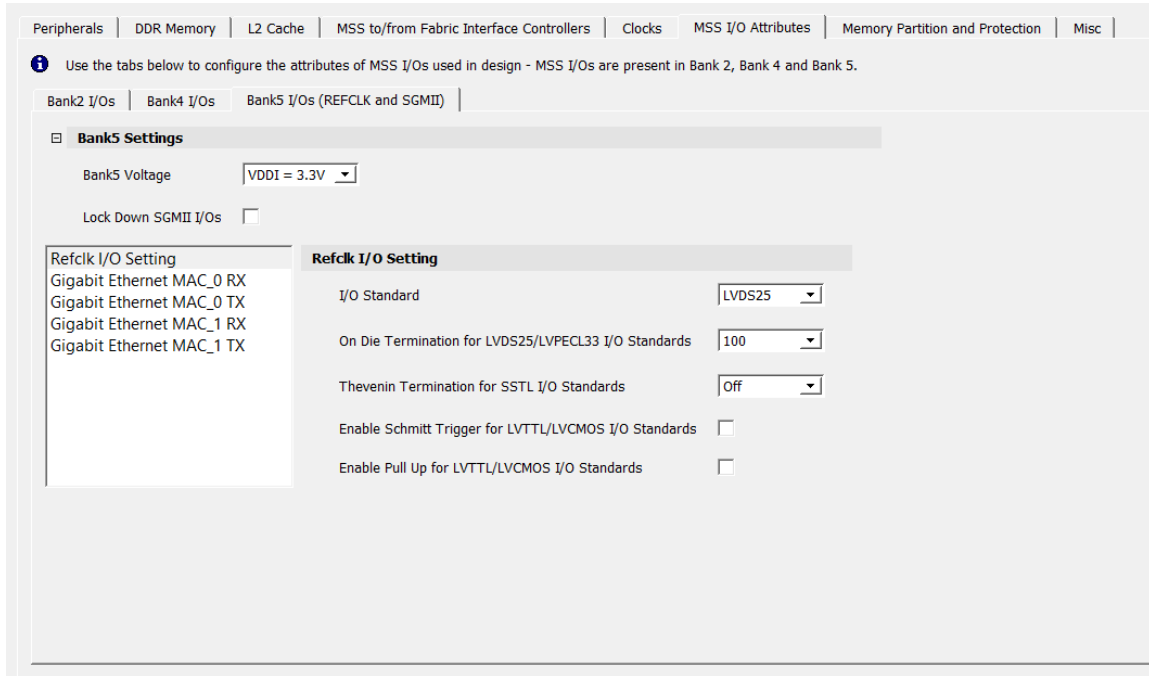 Peripherals DDR Memory L2 Cache MSS to/from Fabric Interface Controllers Clocks MSS I/O Attributes Memory Partition and Protection Misc
Use the tabs below to configure the attributes of MSS I/Os used in design - MSS I/Os are present in Bank 2, Bank 4 and Bank 5.
Bank2 I/Os Bank4 I/Os Bank5 I/Os (REFCLK and SGMII)
Bank5 Settings
Bank5 Voltage VDDI = 3.3V
Lock Down SGMII I/Os
Refclk I/O Setting
Gigabit Ethernet MAC_0 RX
Gigabit Ethernet MAC_0 TX
Gigabit Ethernet MAC_1 RX
Gigabit Ethernet MAC_1 TX
Refclk I/O Setting
I/O Standard LVDS25
On Die Termination for LVDS25/LVPECL33 I/O Standards 100
Thevenin Termination for SSTL I/O Standards Off
Enable Schmitt Trigger for LVTTL/LVCMOS I/O Standards
Enable Pull Up for LVTTL/LVCMOS I/O Standards